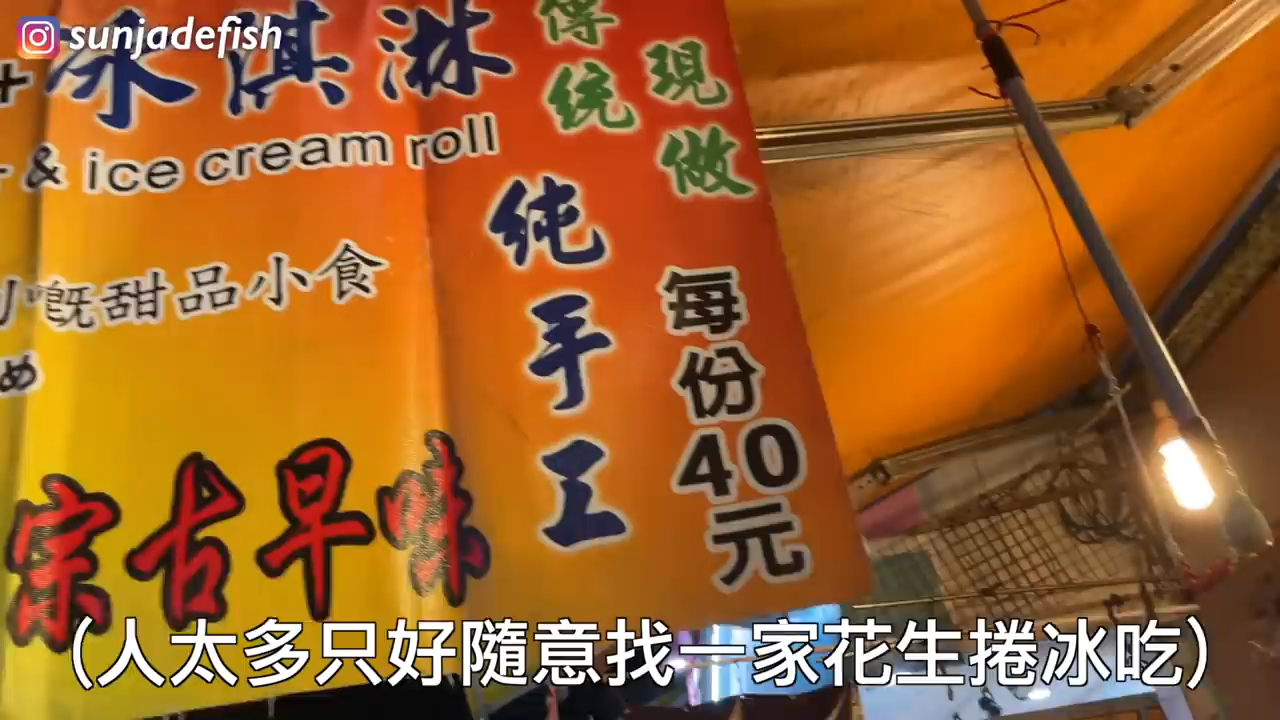 sunjadefish
冰淇淋
& ice cream roll
嘅甜品小食
め
宗古早味
傳統
現做
純手工
每份40元
(人太多只好隨意找一家花生捲冰吃)